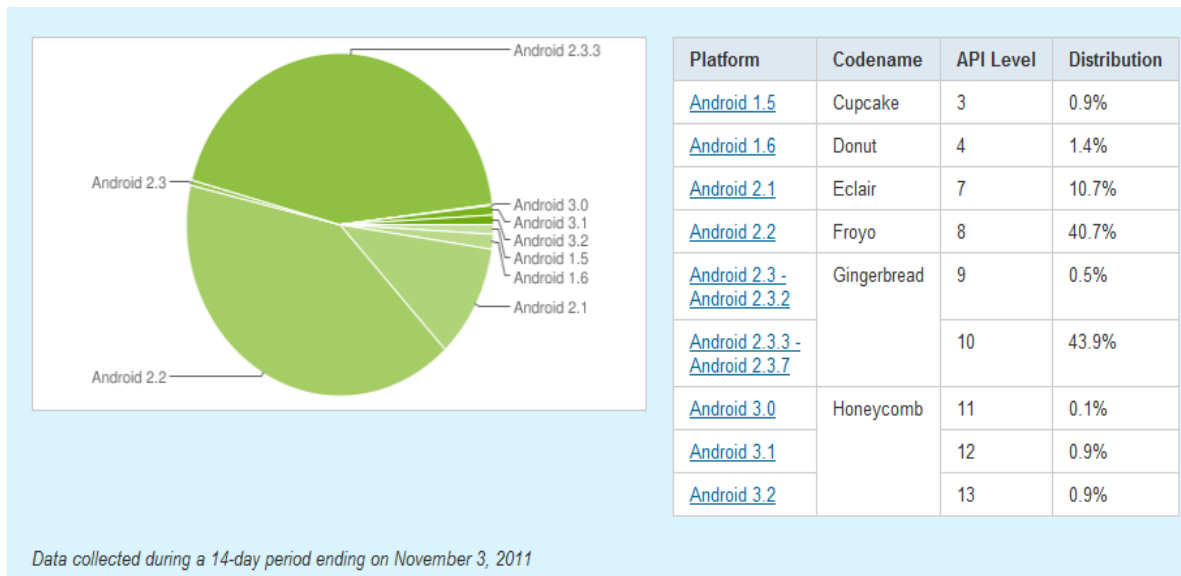 Android 2.3.3
Android 2.3
Android 3.0
Android 3.1
Android 3.2
Android 1.5
Android 1.6
Android 2.1
Android 2.2
Platform Codename API Level Distribution
Android 1.5 Cupcake 3 0.9%
Android 1.6 Donut 4 1.4%
Android 2.1 Eclair 7 10.7%
Android 2.2 Froyo 8 40.7%
Android 2.3 - Gingerbread 9 0.5%
Android 2.3.2
Android 2.3.3 - 10 43.9%
Android 2.3.7
Android 3.0 Honeycomb 11 0.1%
Android 3.1 12 0.9%
Android 3.2 13 0.9%
Data collected during a 14-day period ending on November 3, 2011